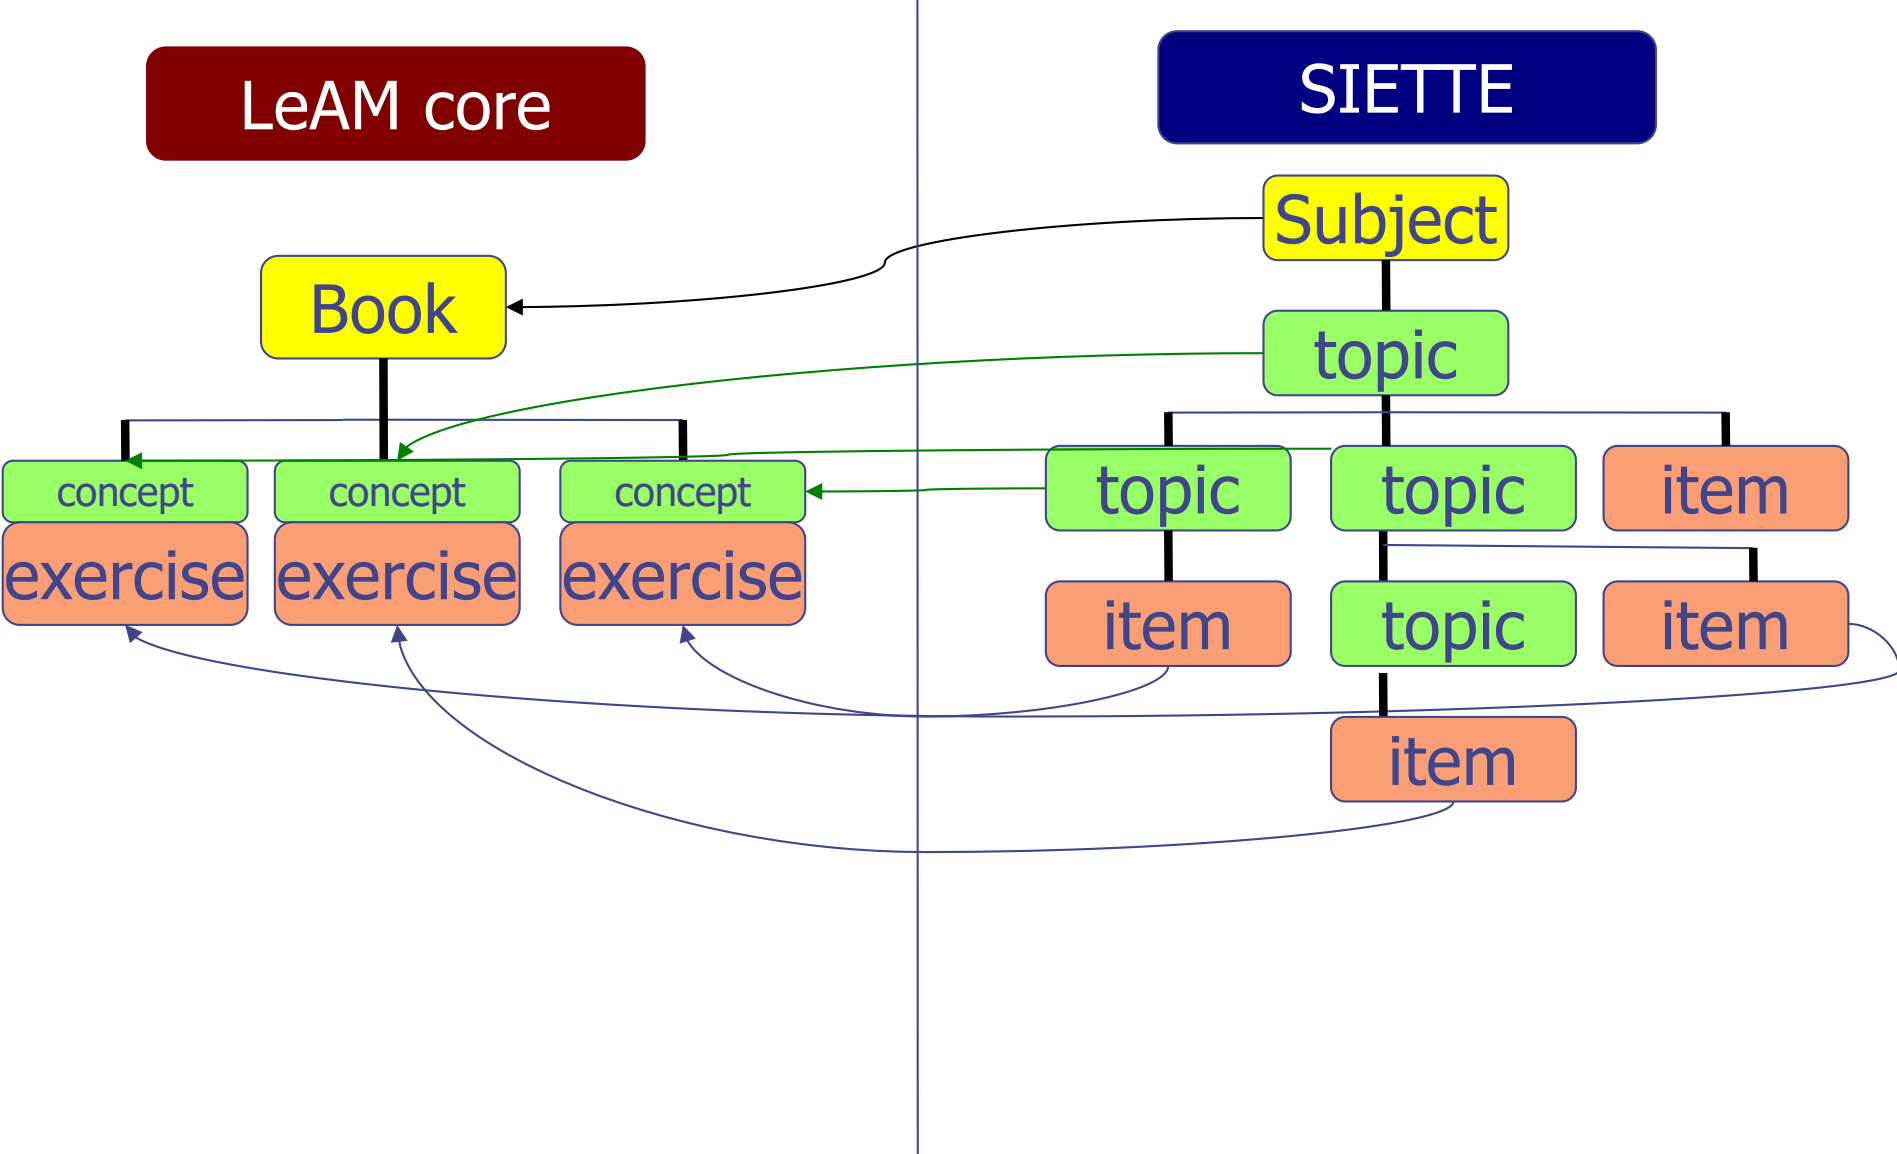 LeAM core
SIETTE
Subject
Book
topic
concept
concept
concept
topic
topic
item
exercise
exercise
exercise
item
topic
item
item